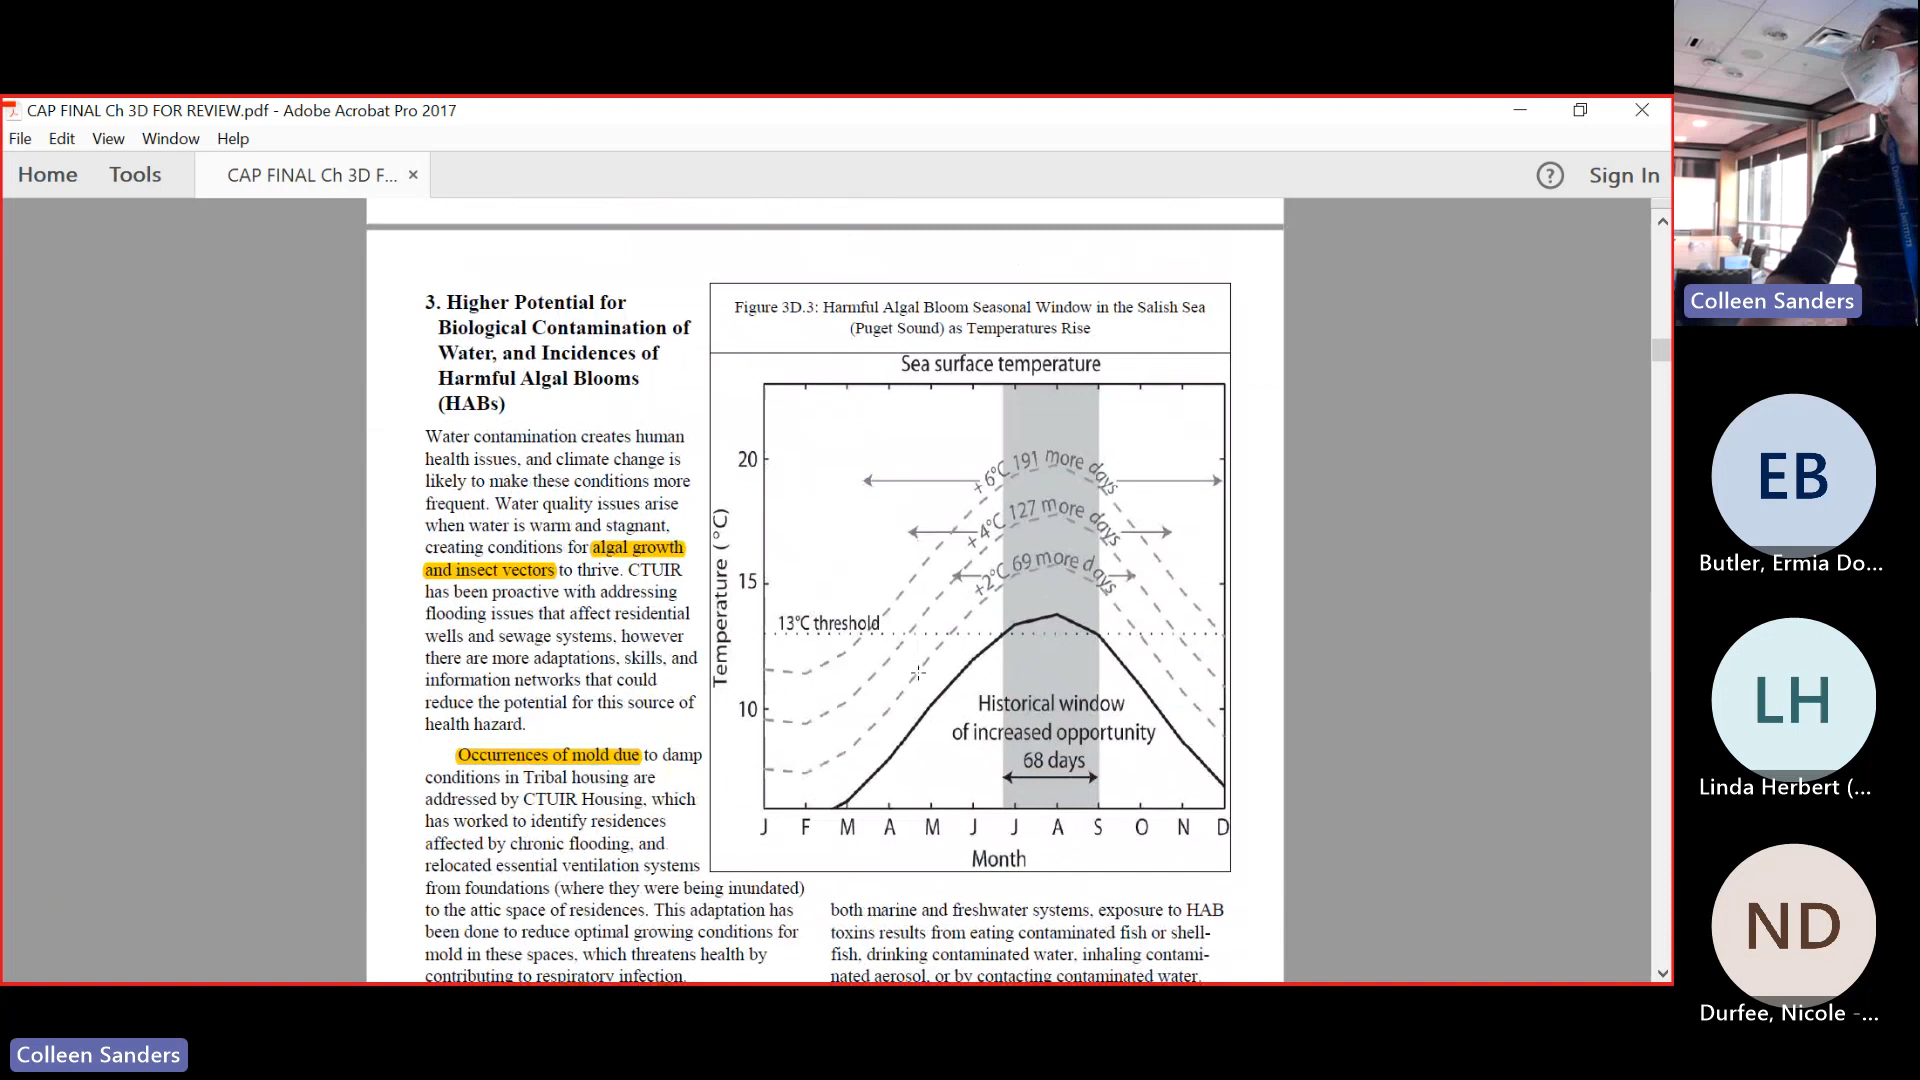 CAP FINAL Ch 3D FOR REVIEW.pdf - Adobe Acrobat Pro 2017
File Edit View Window Help
Home Tools CAP FINAL Ch 3D F... × ? Sign In
3. Higher Potential for
Biological Contamination of
Water, and Incidences of
Harmful Algal Blooms
(HABs)
Water contamination creates human
health issues, and climate change is
likely to make these conditions more
frequent. Water quality issues arise
when water is warm and stagnant,
creating conditions for algal growth
and insect vectors to thrive. CTUIR
has been proactive with addressing
flooding issues that affect residential
wells and sewage systems, however
there are more adaptations, skills, and
information networks that could
reduce the potential for this source of
health hazard.
Occurrences of mold due to damp
conditions in Tribal housing are
addressed by CTUIR Housing, which
has worked to identify residences
affected by chronic flooding, and
relocated essential ventilation systems
from foundations (where they were being inundated)
to the attic space of residences. This adaptation has
been done to reduce optimal growing conditions for
mold in these spaces, which threatens health by
contributing to respiratory infection.
Figure 3D.3: Harmful Algal Bloom Seasonal Window in the Salish Sea
(Puget Sound) as Temperatures Rise
Sea surface temperature
Temperature (°C)
20
15
10
+6°C 191 more days
+4°C 127 more days
+2°C 69 more days
13°C threshold
Historical window
of increased opportunity
68 days
J F M A M J J A S O N D
Month
both marine and freshwater systems, exposure to HAB
toxins results from eating contaminated fish or shell-
fish, drinking contaminated water, inhaling contami-
nated aerosol, or by contacting contaminated water.
Colleen Sanders
EB
Butler, Ermia Do...
LH
Linda Herbert (...
ND
Durfee, Nicole -...
Colleen Sanders